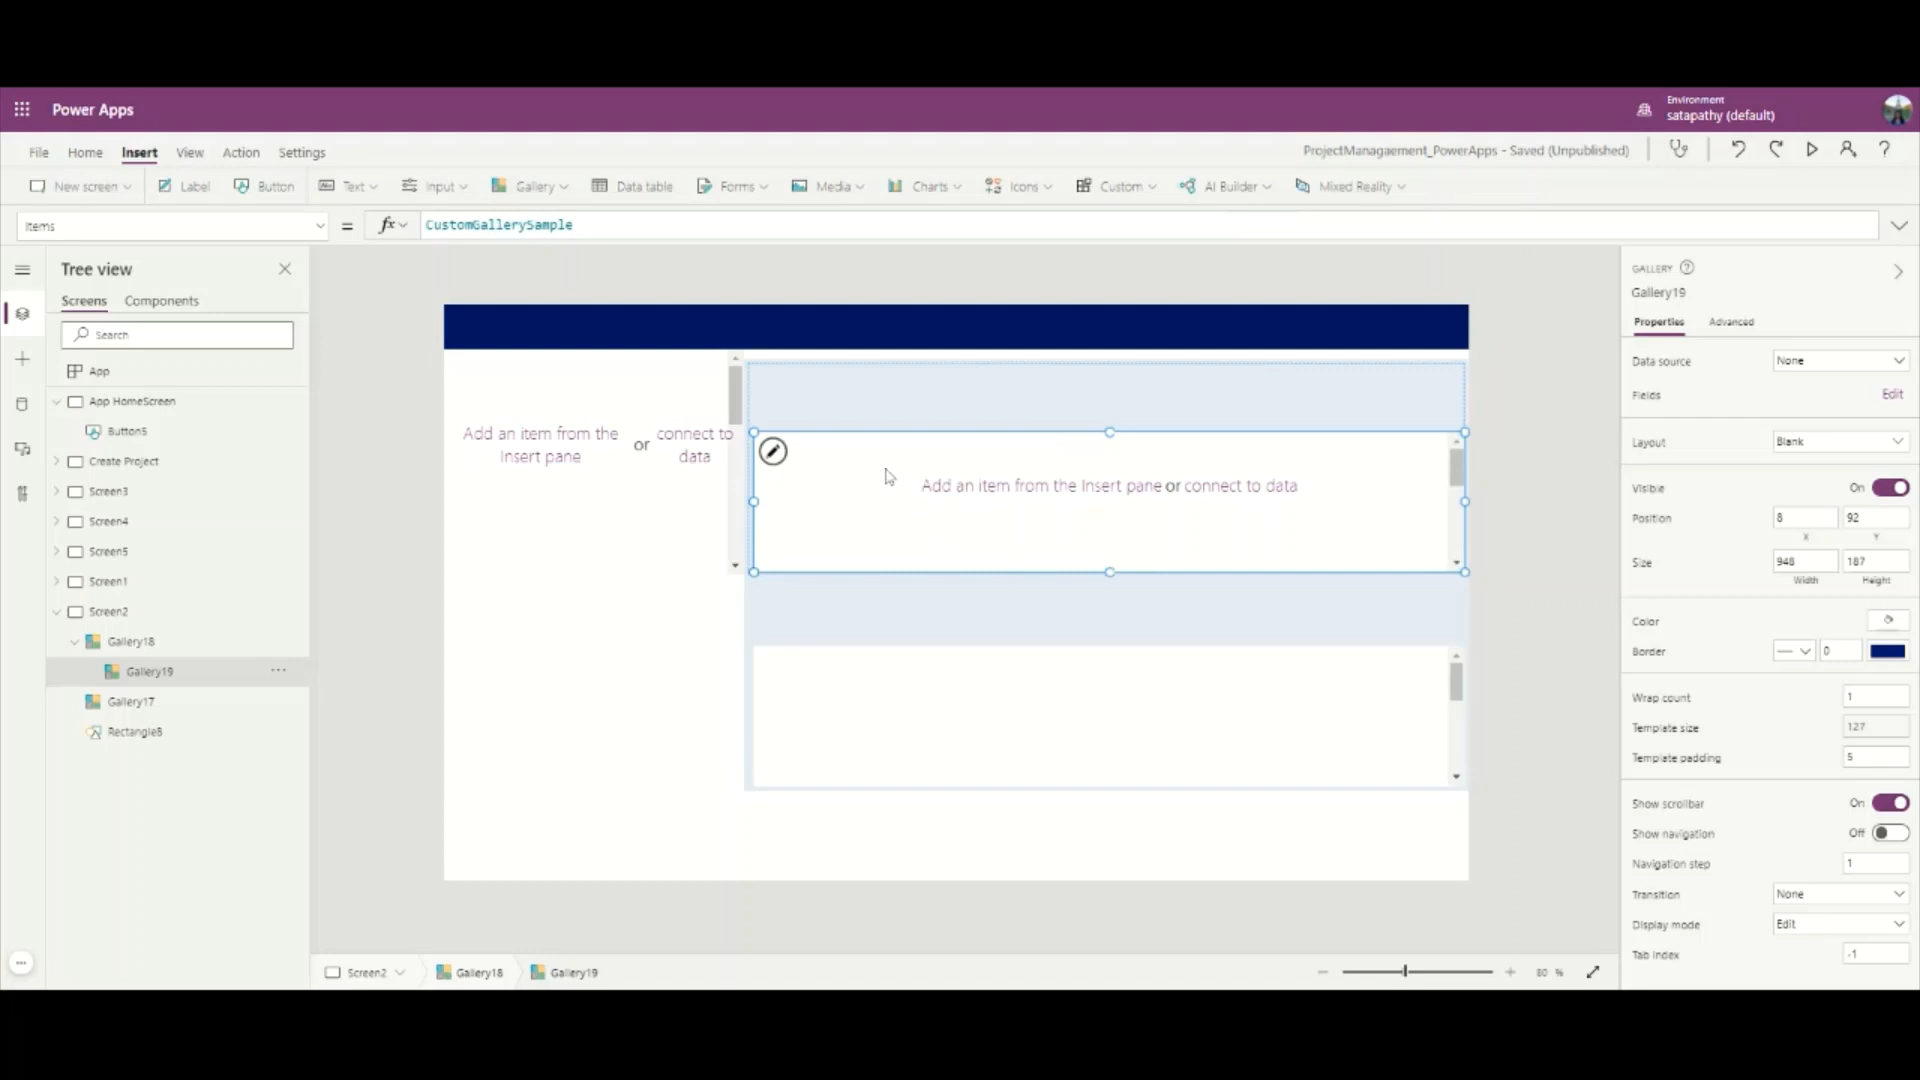 Power Apps
Environment
satapathy (default)
File Home Insert View Action Settings
ProjectManagaement_PowerApps - Saved (Unpublished)
New screen Label Button Text Input Gallery Data table Forms Media Charts Icons Custom AI Builder Mixed Reality
Items = fx CustomGallerySample
Tree view
Screens Components
Search
App
App HomeScreen
Button5
Create Project
Screen3
Screen4
Screen5
Screen1
Screen2
Gallery18
Gallery19
Gallery17
Rectangle8
Add an item from the Insert pane or connect to data
Add an item from the Insert pane or connect to data
GALLERY
Gallery19
Properties Advanced
Data source None
Fields Edit
Layout Blank
Visible On
Position 8 92
X Y
Size 948 187
Width Height
Color
Border 0
Wrap count 1
Template size 127
Template padding 5
Show scrollbar On
Show navigation Off
Navigation step 1
Transition None
Display mode Edit
Tab index -1
Screen2 Gallery18 Gallery19
80 %